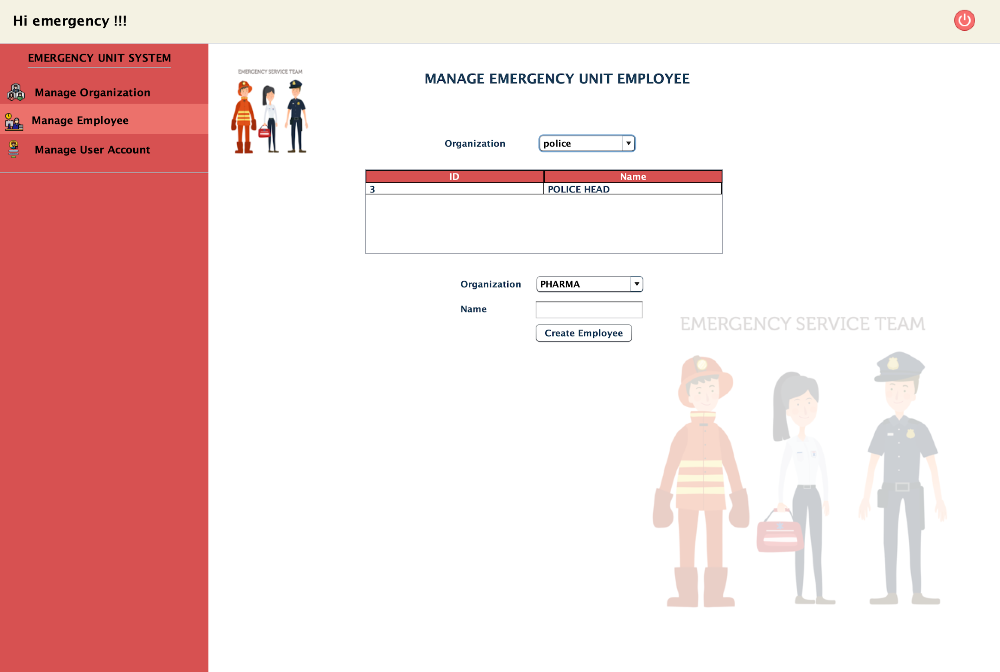 Hi emergency !!!
EMERGENCY UNIT SYSTEM
Manage Organization
Manage Employee
Manage User Account
EMERGENCY SERVICE TEAM
MANAGE EMERGENCY UNIT EMPLOYEE
Organization police
ID Name
3 POLICE HEAD
Organization PHARMA
Name
Create Employee
EMERGENCY SERVICE TEAM